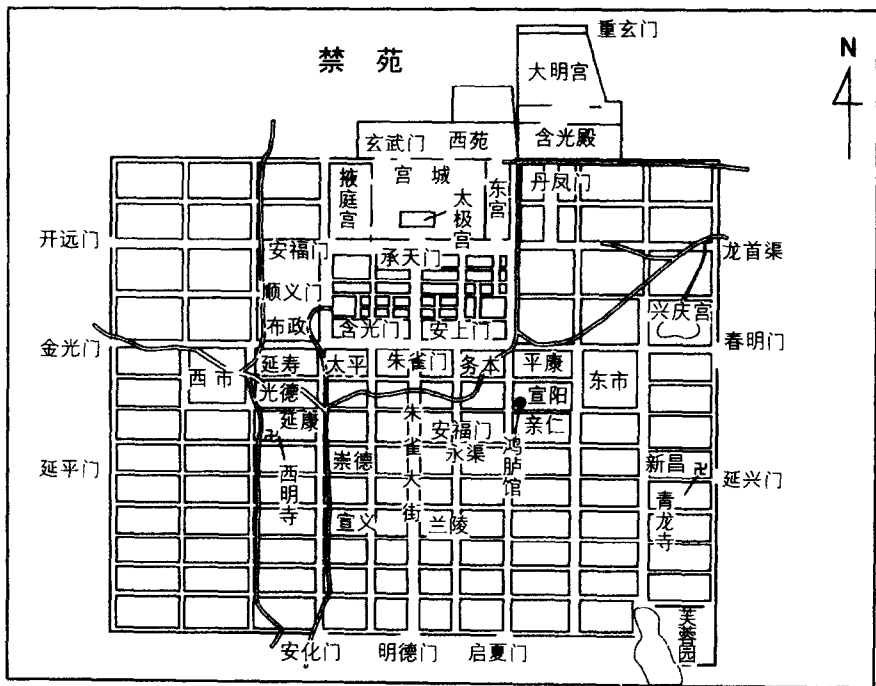 重玄门
禁苑
大明宫
N
玄武门
西苑
含光殿
掖庭宫
宫城
太极宫
东宫
丹凤门
开远门
安福门
承天门
龙首渠
顺义门
兴庆宫
布政
含光门
安上门
金光门
春明门
延寿
太平
朱雀门
务本
平康
西市
东市
光德
宣阳
延康
朱雀大街
安福门
亲仁
永渠
鸿胪馆
延平门
卍
西明寺
崇德
新昌
卍
延兴门
青龙寺
宣义
兰陵
芙蓉园
安化门
明德门
启夏门